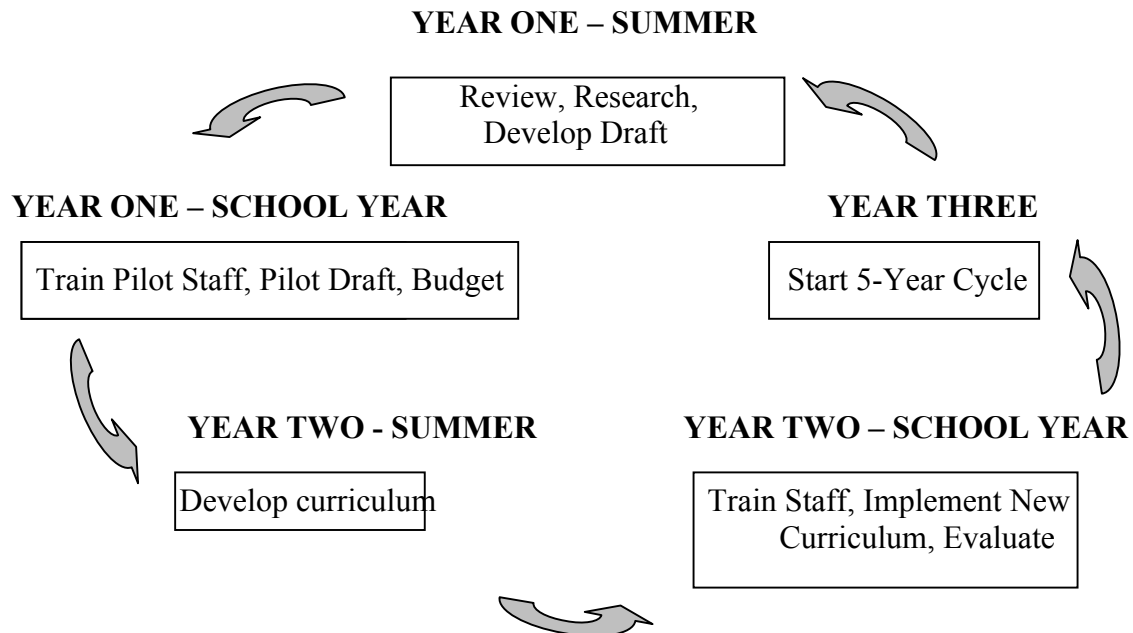 YEAR ONE – SUMMER
Review, Research,
Develop Draft
YEAR ONE – SCHOOL YEAR
Train Pilot Staff, Pilot Draft, Budget
YEAR THREE
Start 5-Year Cycle
YEAR TWO - SUMMER
Develop curriculum
YEAR TWO – SCHOOL YEAR
Train Staff, Implement New
Curriculum, Evaluate